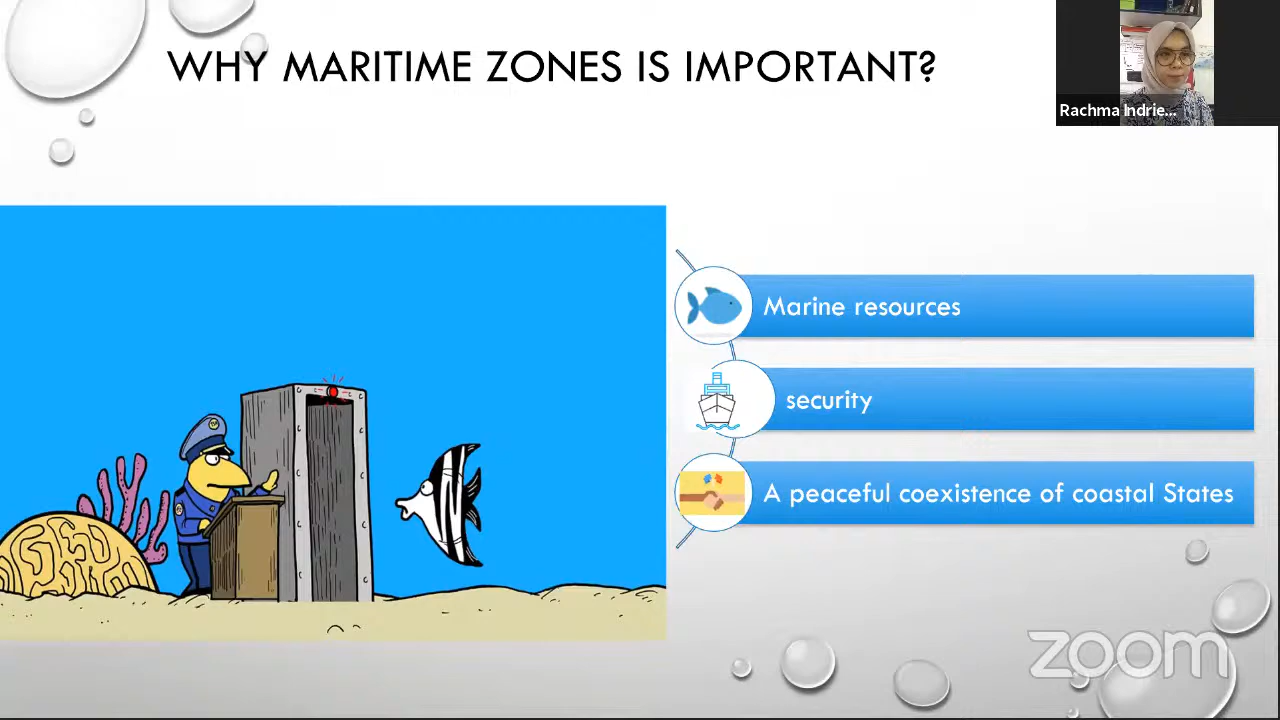 WHY MARITIME ZONES IS IMPORTANT?
Rachma Indrie...
Marine resources
security
A peaceful coexistence of coastal States
zoom